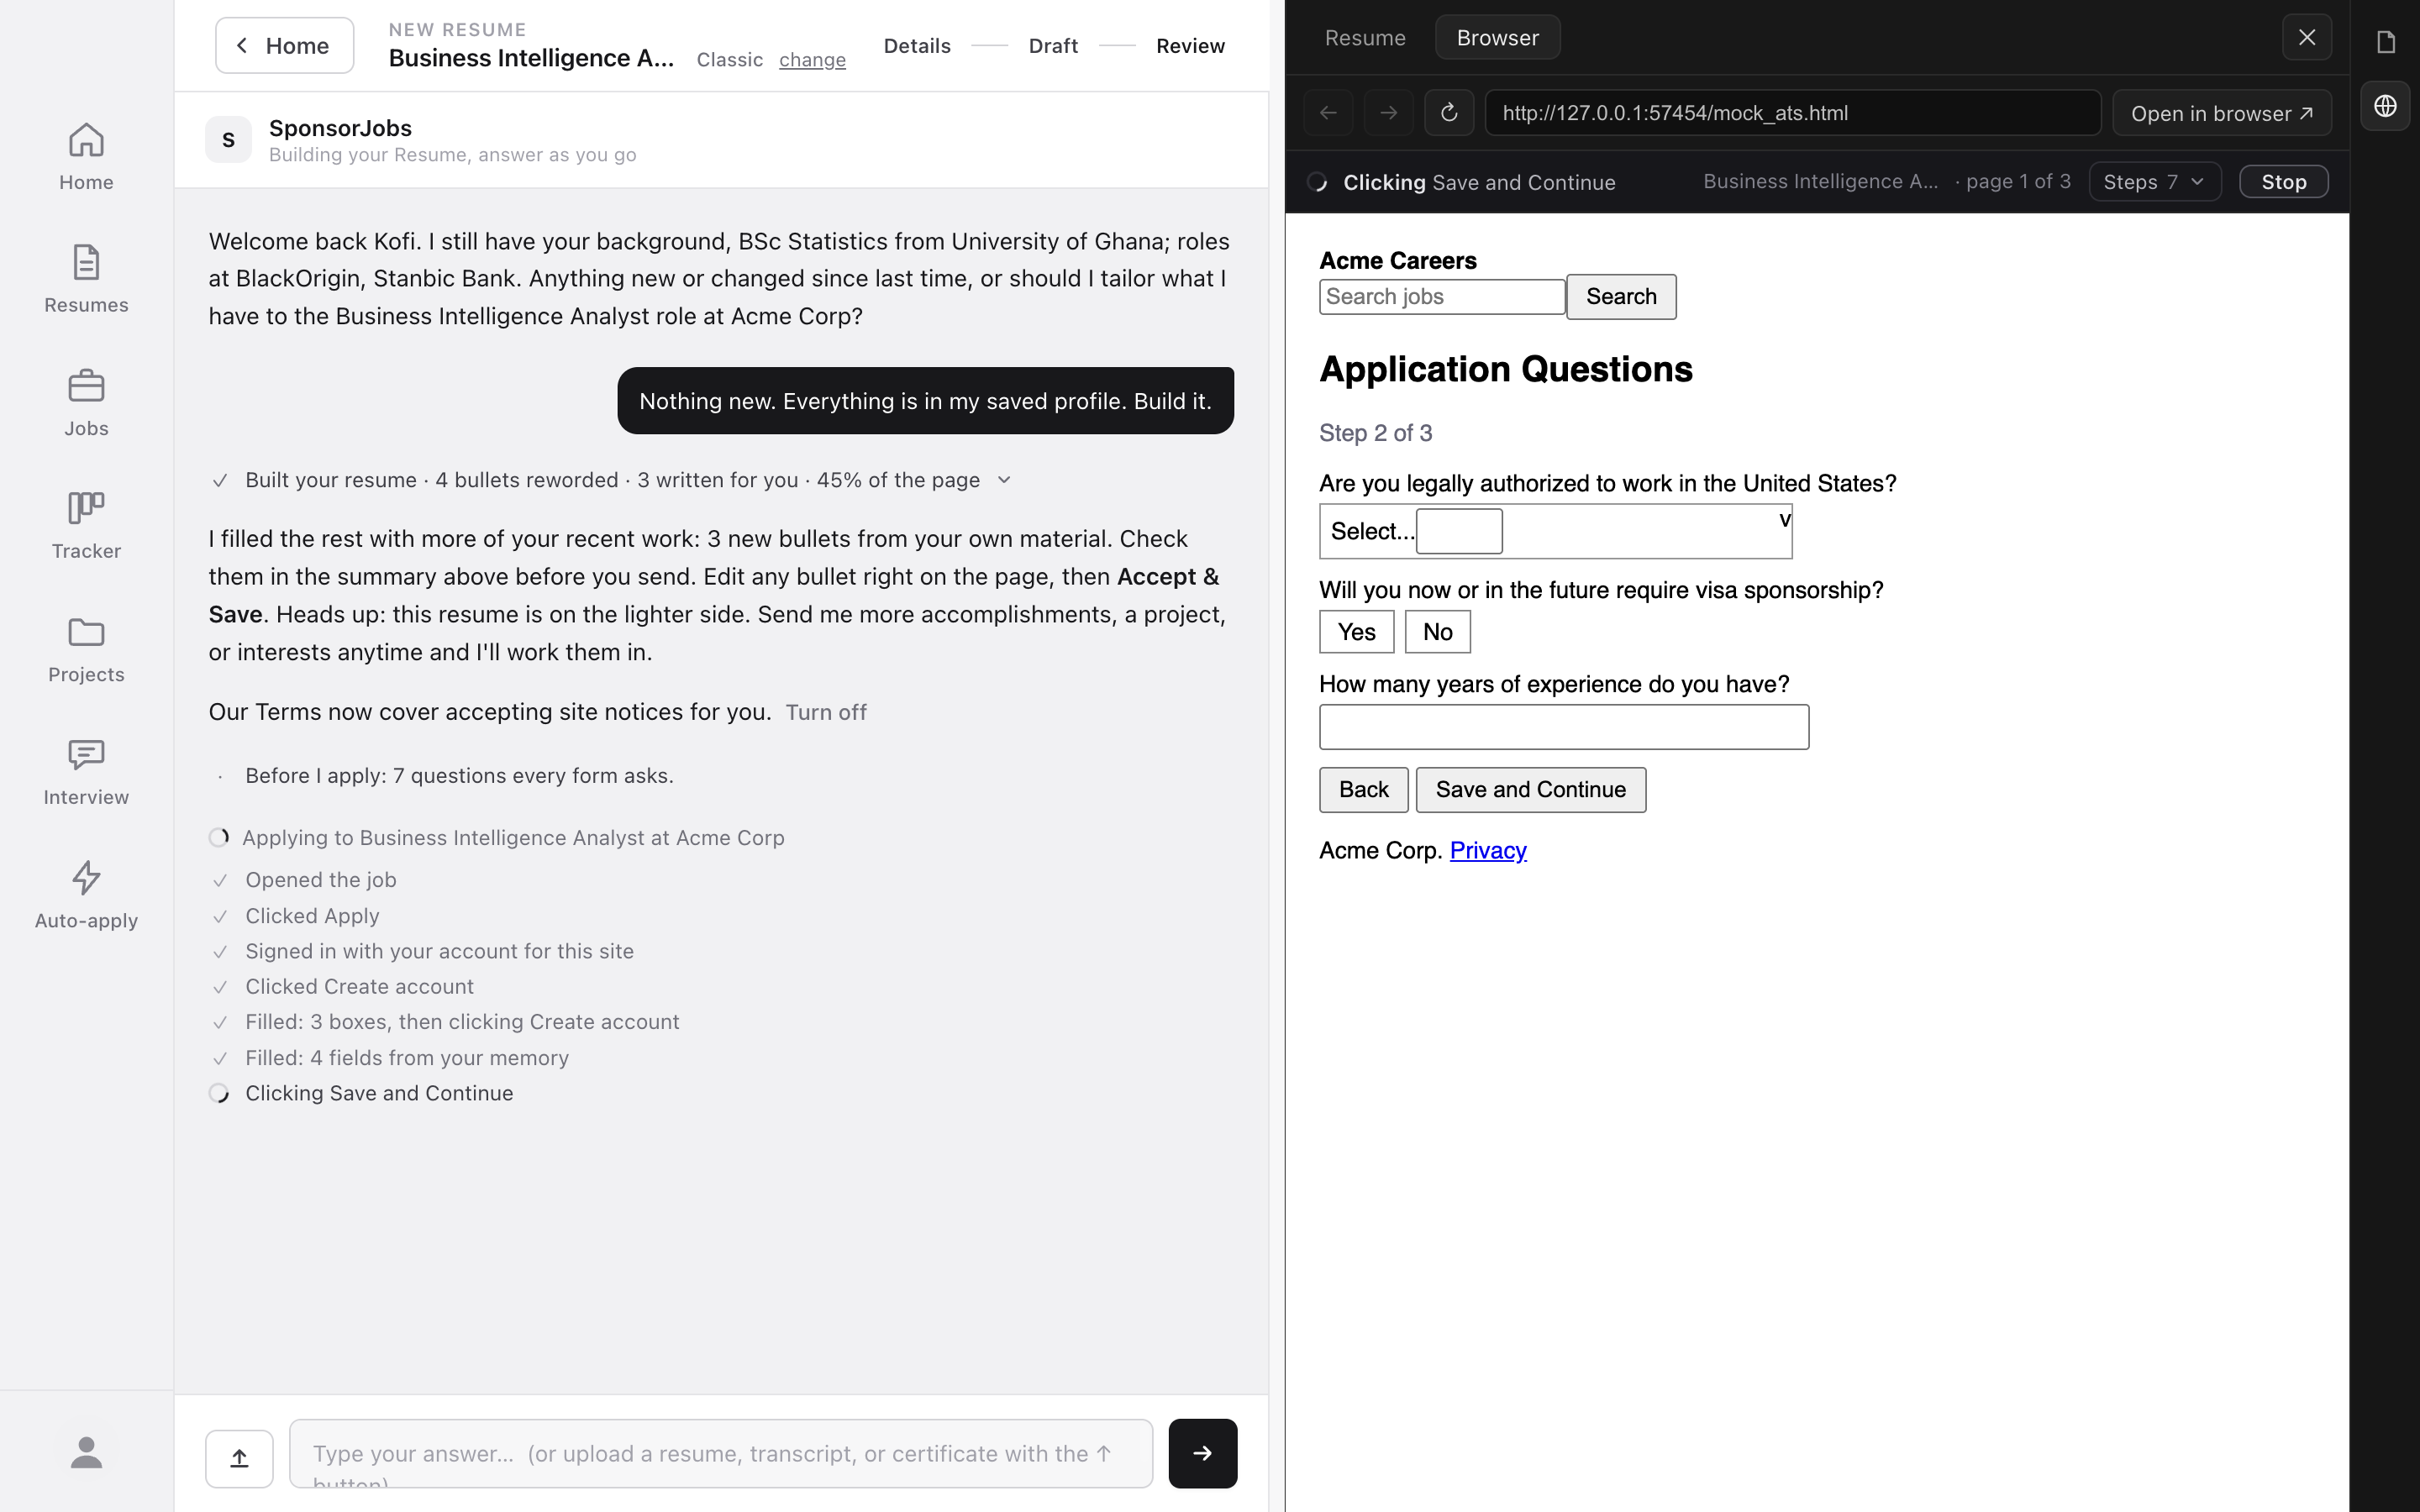 Home
NEW RESUME
Business Intelligence A...
Classic change
Details
Draft
Review
Resume
Browser
http://127.0.0.1:57454/mock_ats.html
Open in browser ↗
Clicking Save and Continue
Business Intelligence A... · page 1 of 3
Steps 7
Stop
Home
Resumes
Jobs
Tracker
Projects
Interview
Auto-apply
S
SponsorJobs
Building your Resume, answer as you go
Welcome back Kofi. I still have your background, BSc Statistics from University of Ghana; roles
at BlackOrigin, Stanbic Bank. Anything new or changed since last time, or should I tailor what I
have to the Business Intelligence Analyst role at Acme Corp?
Nothing new. Everything is in my saved profile. Build it.
Built your resume · 4 bullets reworded · 3 written for you · 45% of the page
I filled the rest with more of your recent work: 3 new bullets from your own material. Check
them in the summary above before you send. Edit any bullet right on the page, then Accept &
Save. Heads up: this resume is on the lighter side. Send me more accomplishments, a project,
or interests anytime and I'll work them in.
Our Terms now cover accepting site notices for you. Turn off
· Before I apply: 7 questions every form asks.
Applying to Business Intelligence Analyst at Acme Corp
Opened the job
Clicked Apply
Signed in with your account for this site
Clicked Create account
Filled: 3 boxes, then clicking Create account
Filled: 4 fields from your memory
Clicking Save and Continue
Type your answer... (or upload a resume, transcript, or certificate with the ↑
button)
Acme Careers
Search jobs
Search
Application Questions
Step 2 of 3
Are you legally authorized to work in the United States?
Select...
v
Will you now or in the future require visa sponsorship?
Yes
No
How many years of experience do you have?
Back
Save and Continue
Acme Corp. Privacy